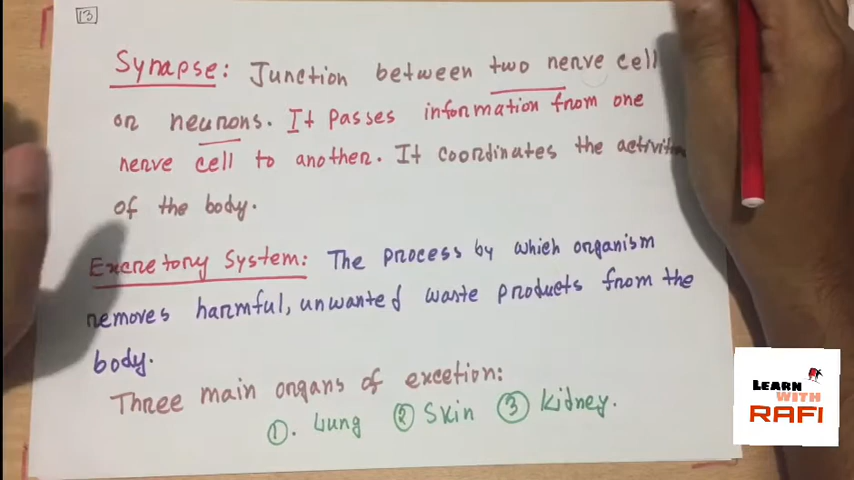 13
Synapse: Junction between two nerve cell
or neurons. It passes information from one
nerve cell to another. It coordinates the
of the body.
Excretory System: The process by which organism
removes harmful, unwanted waste products from the
body.
Three main organs of excetion:
①. Lung ② Skin ③ Kidney.
LEARN
WITH
RAFI